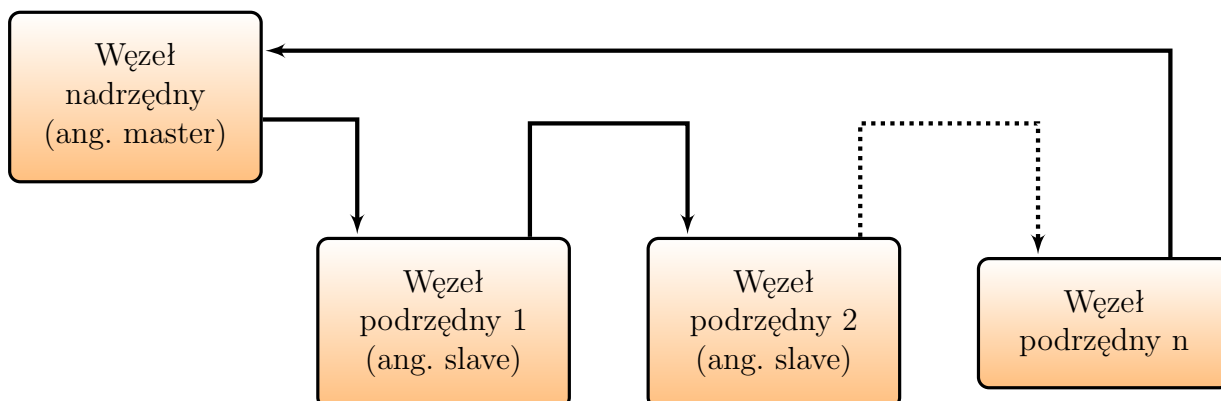 Węzeł
nadrzędny
(ang. master)
Węzeł
podrzędny 1
(ang. slave)
Węzeł
podrzędny 2
(ang. slave)
Węzeł
podrzędny n